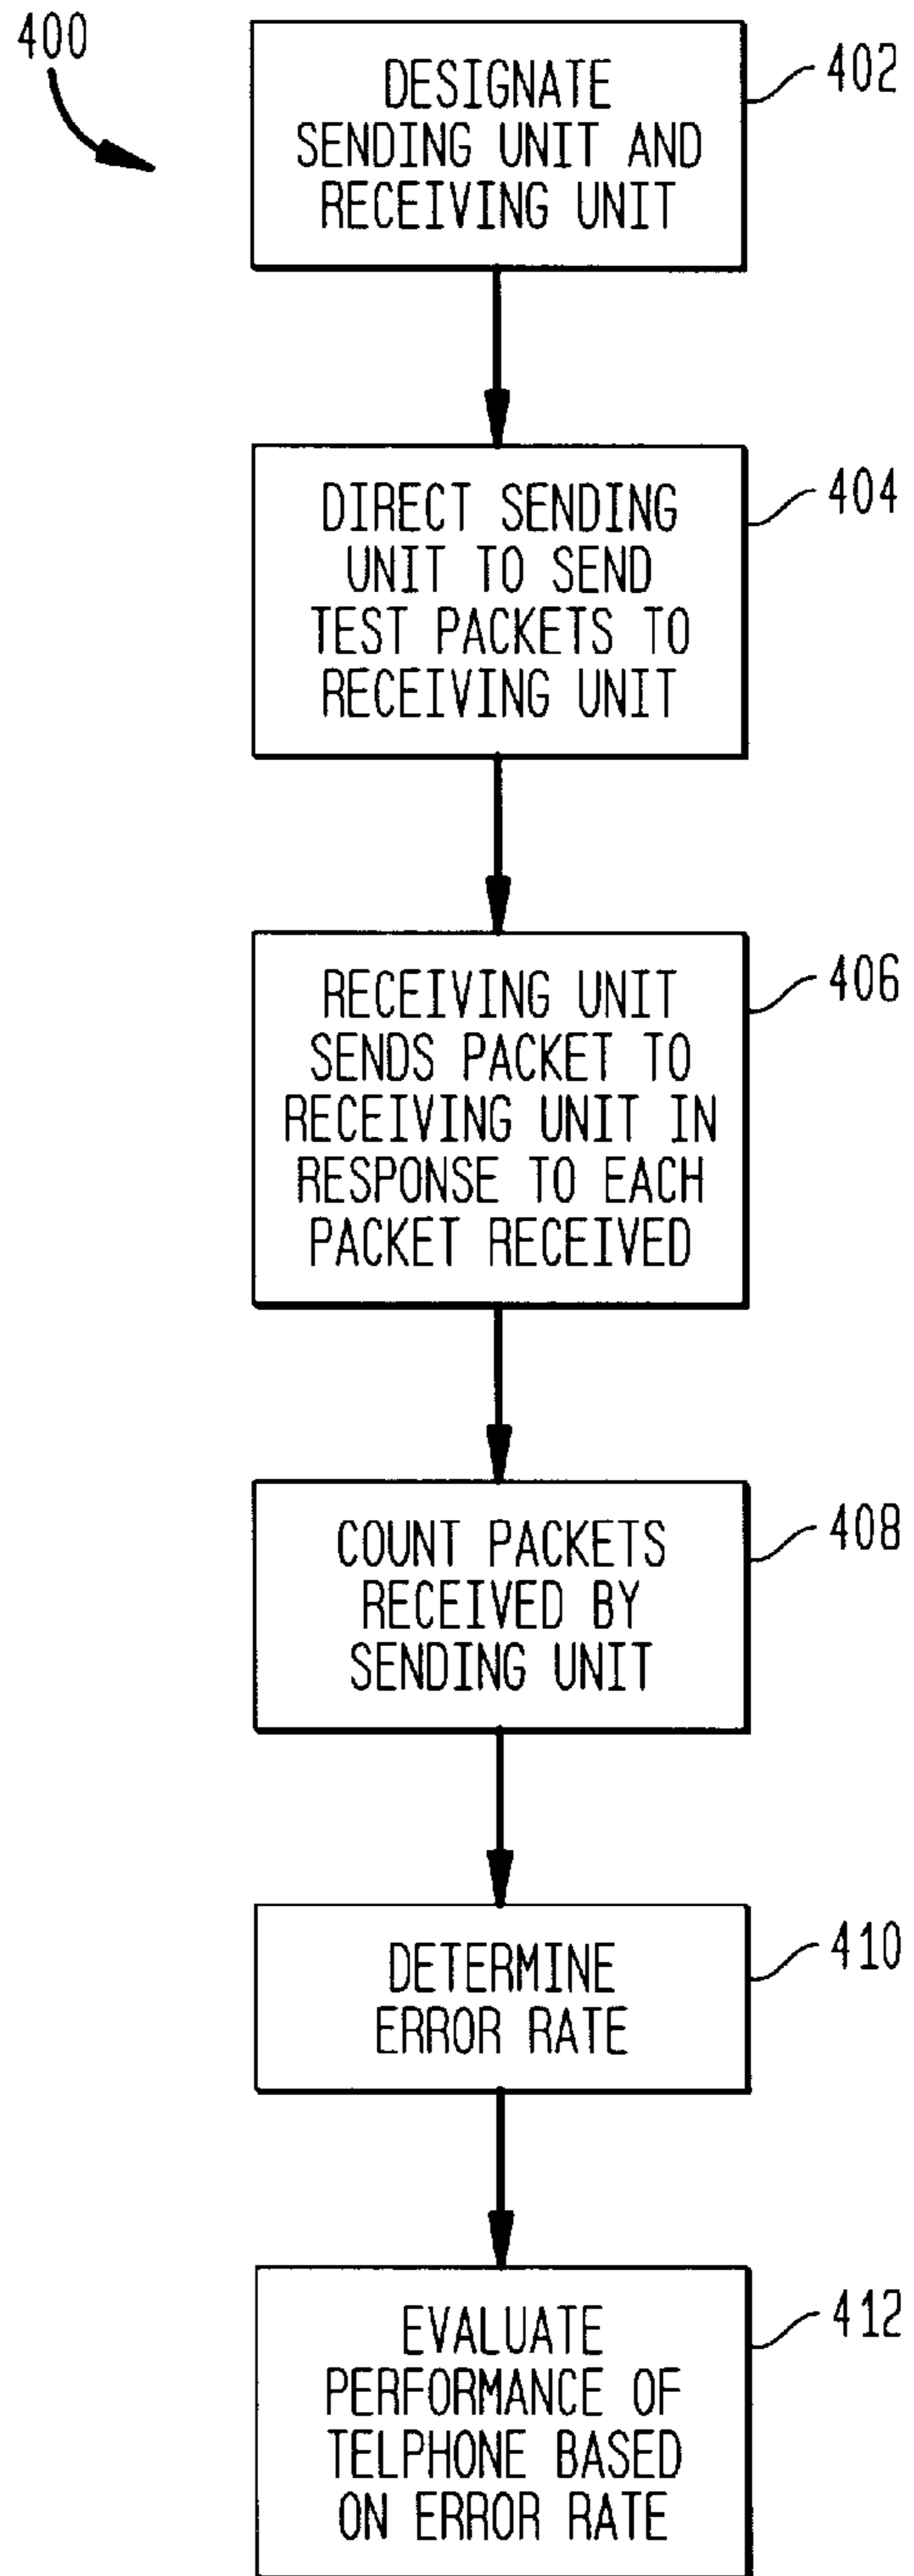 400
DESIGNATE
SENDING UNIT AND
RECEIVING UNIT
402
DIRECT SENDING
UNIT TO SEND
TEST PACKETS TO
RECEIVING UNIT
404
RECEIVING UNIT
SENDS PACKET TO
RECEIVING UNIT IN
RESPONSE TO EACH
PACKET RECEIVED
406
COUNT PACKETS
RECEIVED BY
SENDING UNIT
408
DETERMINE
ERROR RATE
410
EVALUATE
PERFORMANCE OF
TELPHONE BASED
ON ERROR RATE
412